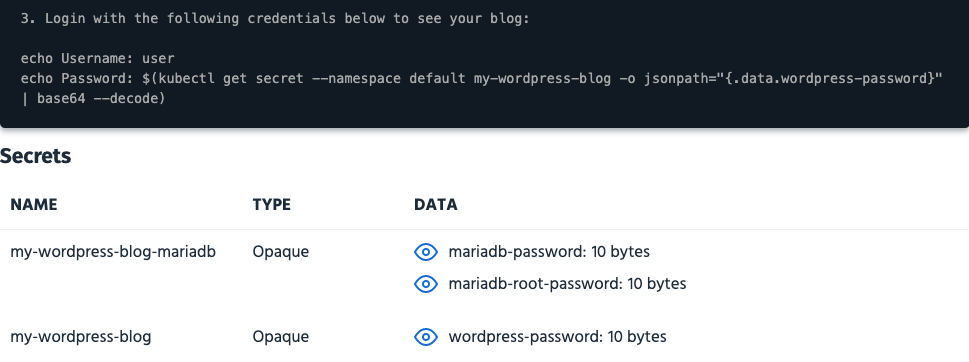 3. Login with the following credentials below to see your blog:
echo Username: user
echo Password: $(kubectl get secret --namespace default my-wordpress-blog -o jsonpath="{.data.wordpress-password}"
| base64 --decode)
Secrets
NAME TYPE DATA
my-wordpress-blog-mariadb Opaque mariadb-password: 10 bytes
mariadb-root-password: 10 bytes
my-wordpress-blog Opaque wordpress-password: 10 bytes